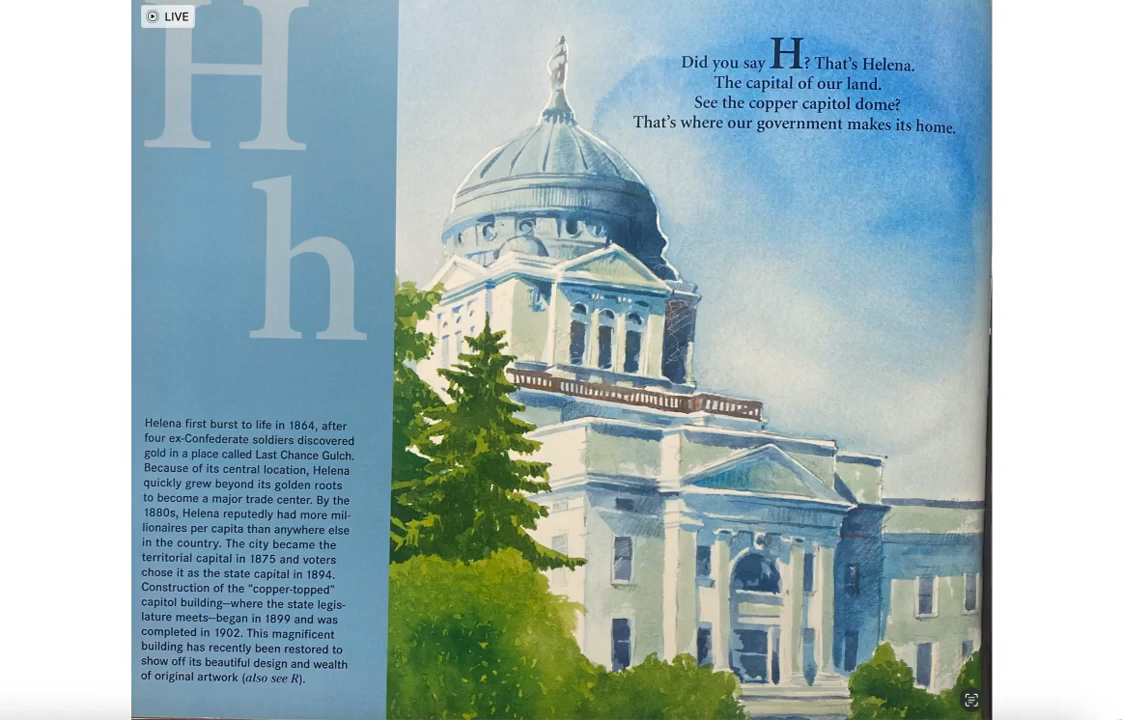 LIVE
H
h
Helena first burst to life in 1864, after
four ex-Confederate soldiers discovered
gold in a place called Last Chance Gulch.
Because of its central location, Helena
quickly grew beyond its golden roots
to become a major trade center. By the
1880s, Helena reputedly had more mil-
lionaires per capita than anywhere else
in the country. The city became the
territorial capital in 1875 and voters
chose it as the state capital in 1894.
Construction of the “copper-topped”
capitol building—where the state legis-
lature meets—began in 1899 and was
completed in 1902. This magnificent
building has recently been restored to
show off its beautiful design and wealth
of original artwork (also see R).
Did you say H? That’s Helena.
The capital of our land.
See the copper capitol dome?
That’s where our government makes its home.